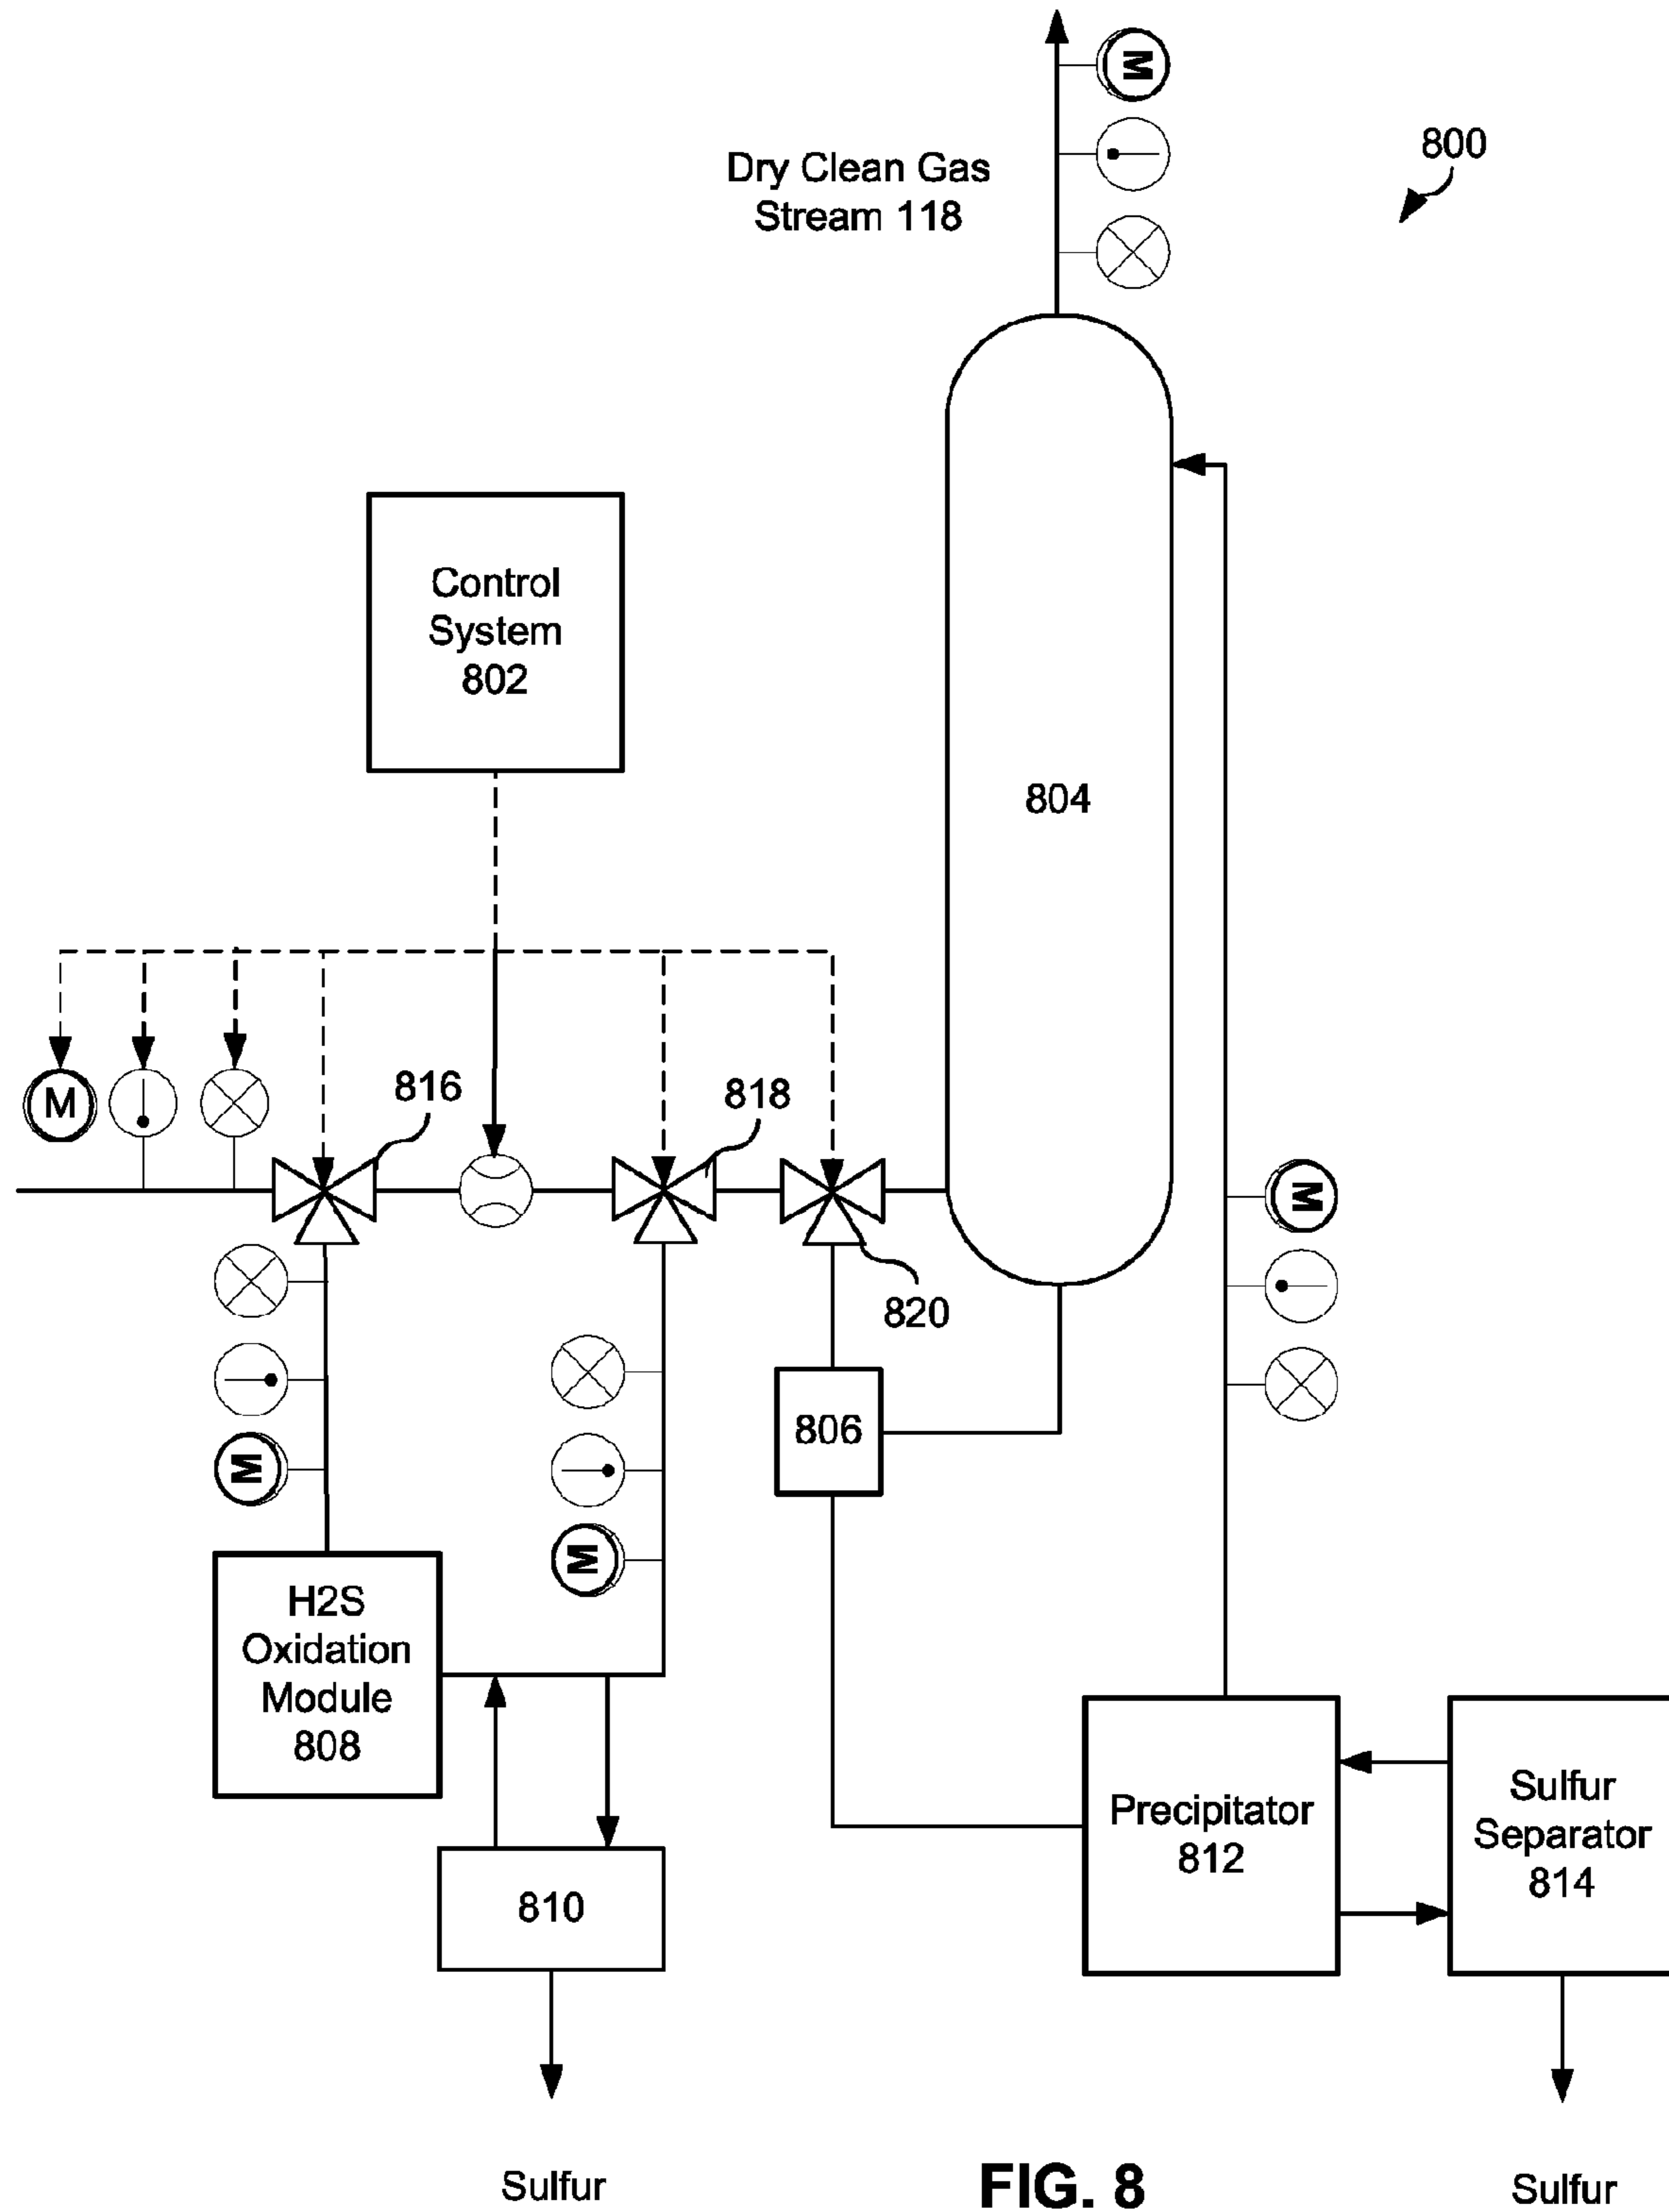 M
800
Dry Clean Gas
Stream 118
Control
System
802
804
M
816
818
M
820
806
M
M
H2S
Oxidation
Module
808
810
Precipitator
812
Sulfur
Separator
814
Sulfur
FIG. 8
Sulfur